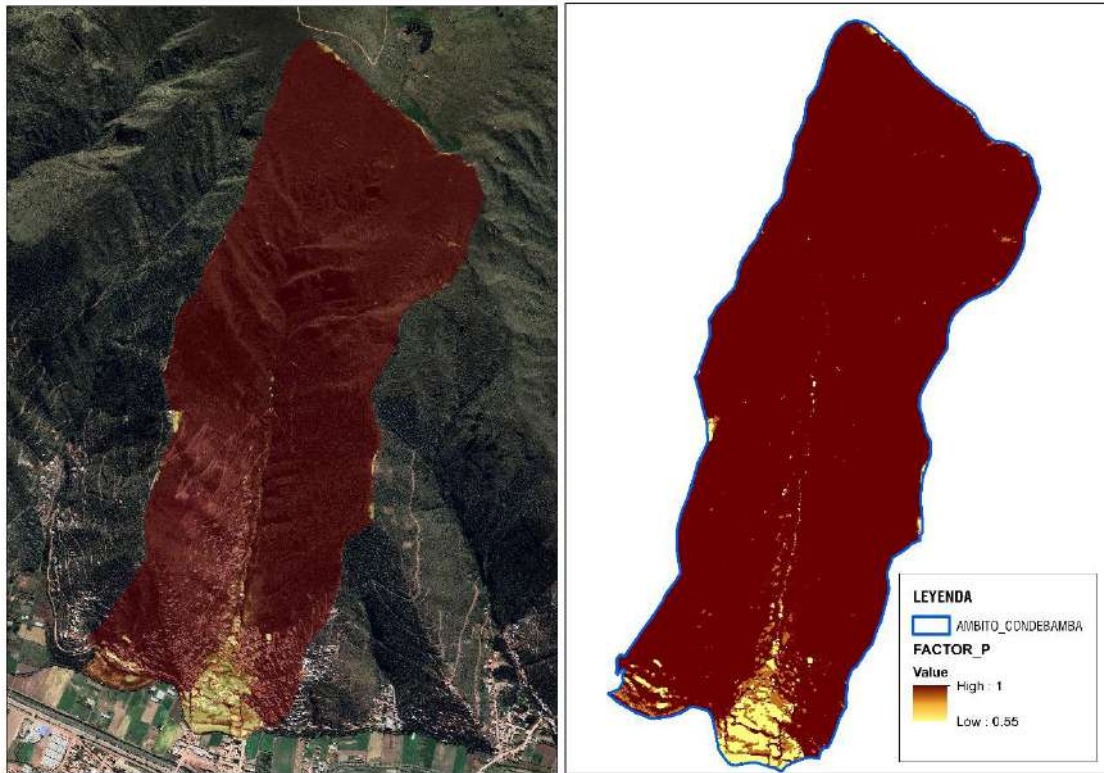 LEYENDA
AMBITO_CONDEBAMBA
FACTOR_P
Value
High : 1
Low : 0.55